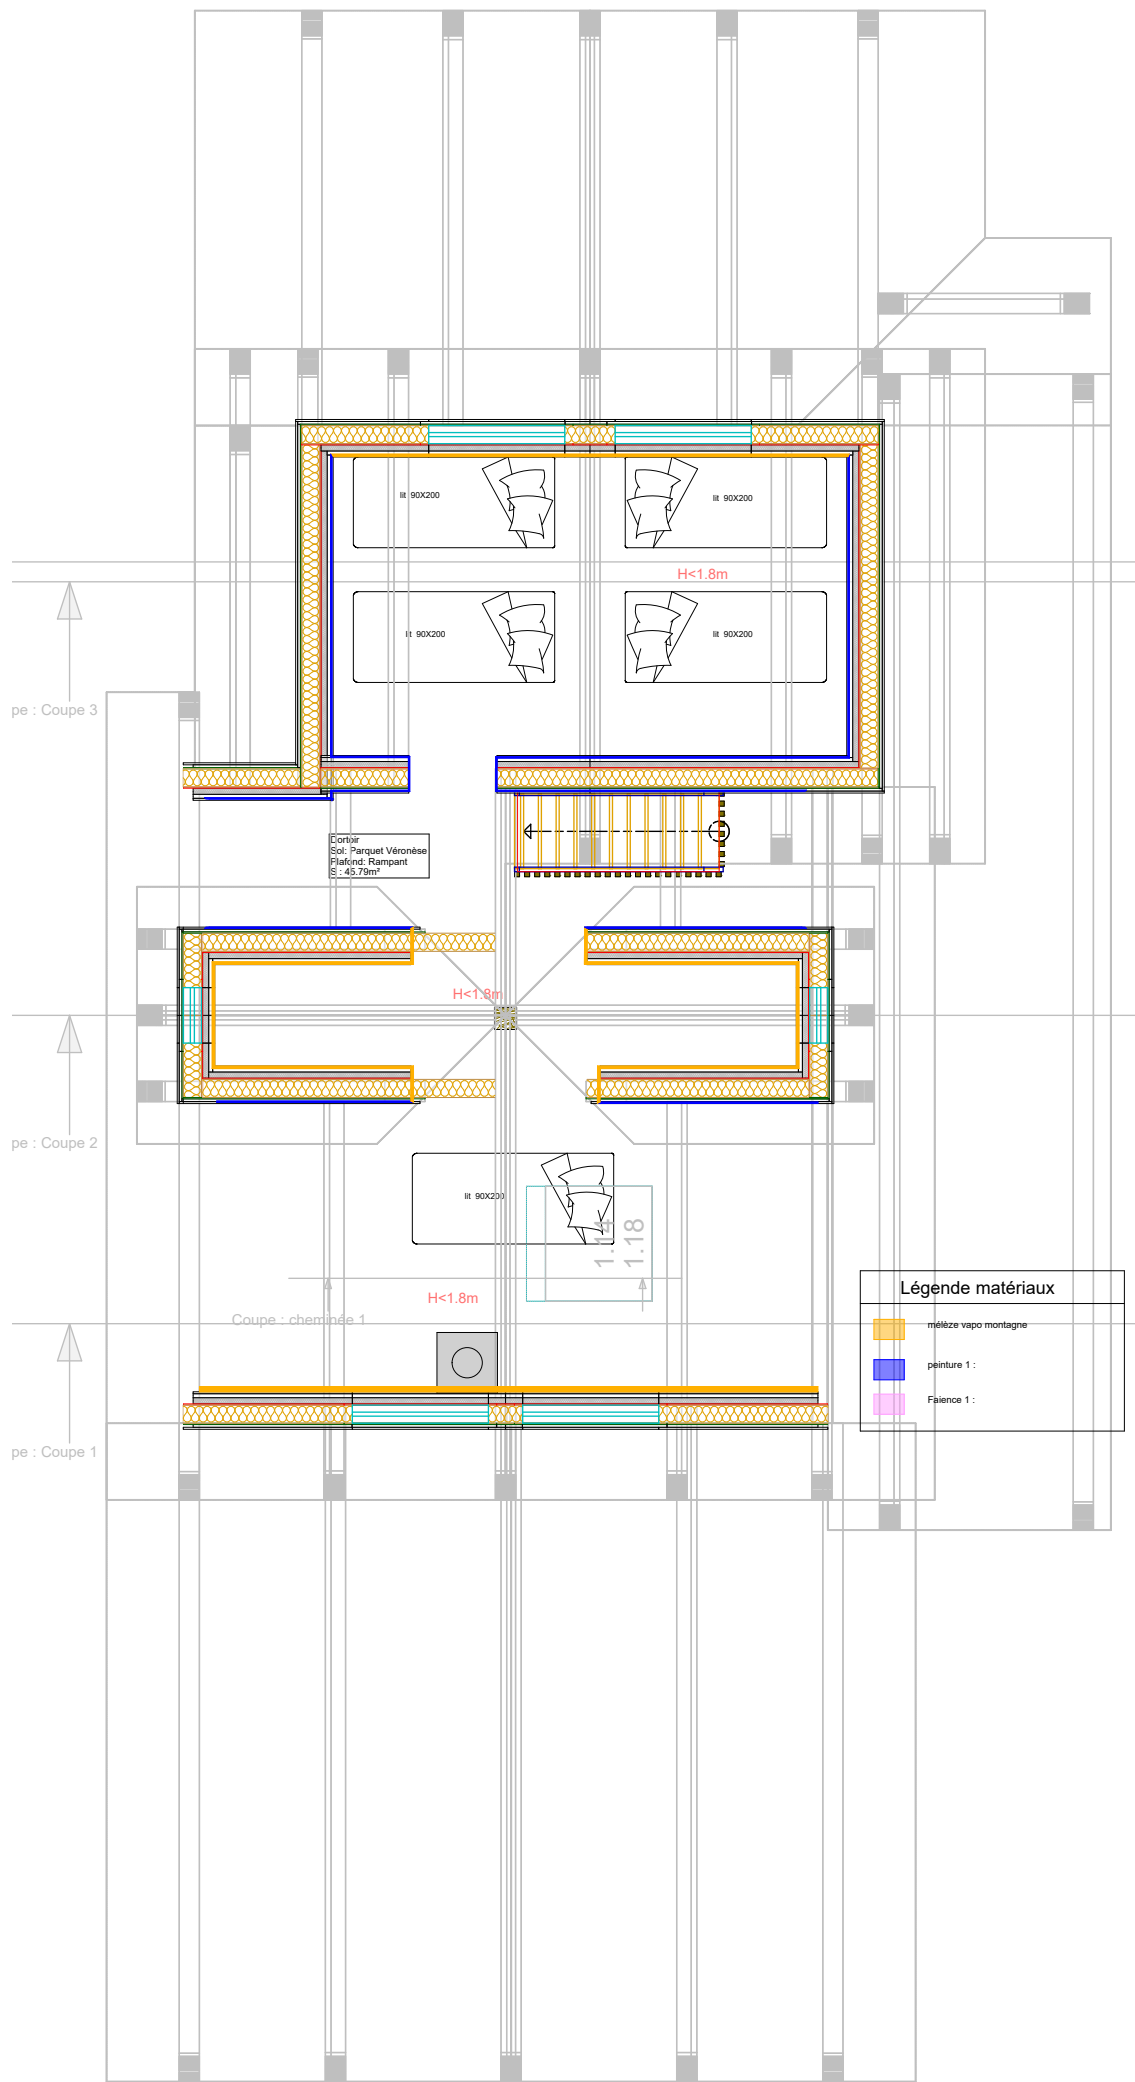 lit 90X200
lit 90X200
H<1.8m
lit 90X200
lit 90X200
pe : Coupe 3
Dortoir
Sol: Parquet Véronèse
Plafond: Rampant
S : 45.79m²
H<1.8m
pe : Coupe 2
lit 90X200
1.14
1.18
H<1.8m
Coupe : cheminée 1
pe : Coupe 1
Légende matériaux
mélèze vapo montagne
peinture 1 :
Faience 1 :